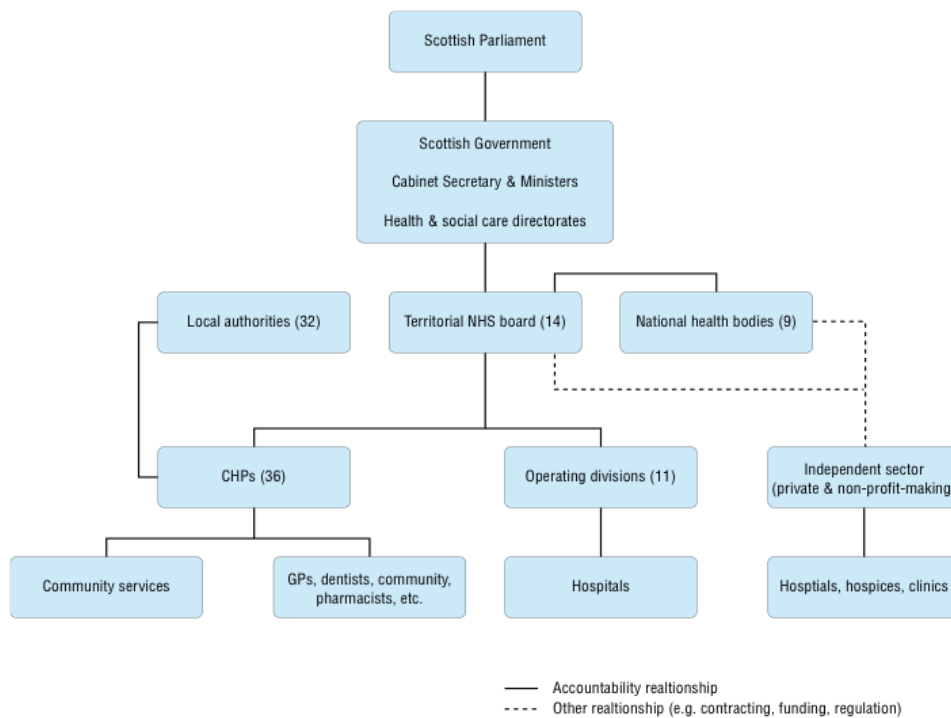 Scottish Parliament
Scottish Government
Cabinet Secretary & Ministers
Health & social care directorates
Local authorities (32)
Territorial NHS board (14)
National health bodies (9)
CHPs (36)
Operating divisions (11)
Independent sector
(private & non-profit-making
Community services
GPs, dentists, community,
pharmacists, etc.
Hospitals
Hosptials, hospices, clinics
Accountability realtionship
Other realtionship (e.g. contracting, funding, regulation)